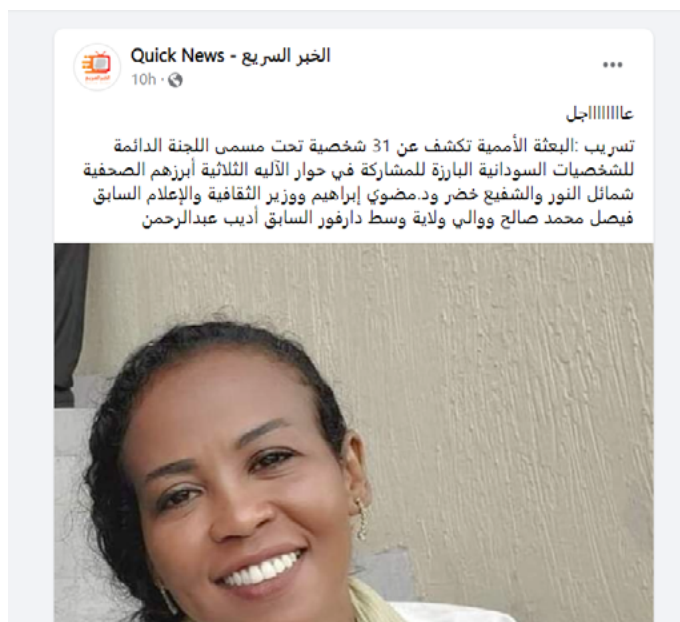 Quick News - الخبر السريع
10h
عاااااااجل
تسريب :البعثة الأممية تكشف عن 31 شخصية تحت مسمى اللجنة الدائمة
للشخصيات السودانية البارزة للمشاركة في حوار الآليه الثلاثية أبرزهم الصحفية
شمائل النور والشفيع خضر ود.مضوي إبراهيم ووزير الثقافية والإعلام السابق
فيصل محمد صالح ووالي ولاية وسط دارفور السابق أديب عبدالرحمن